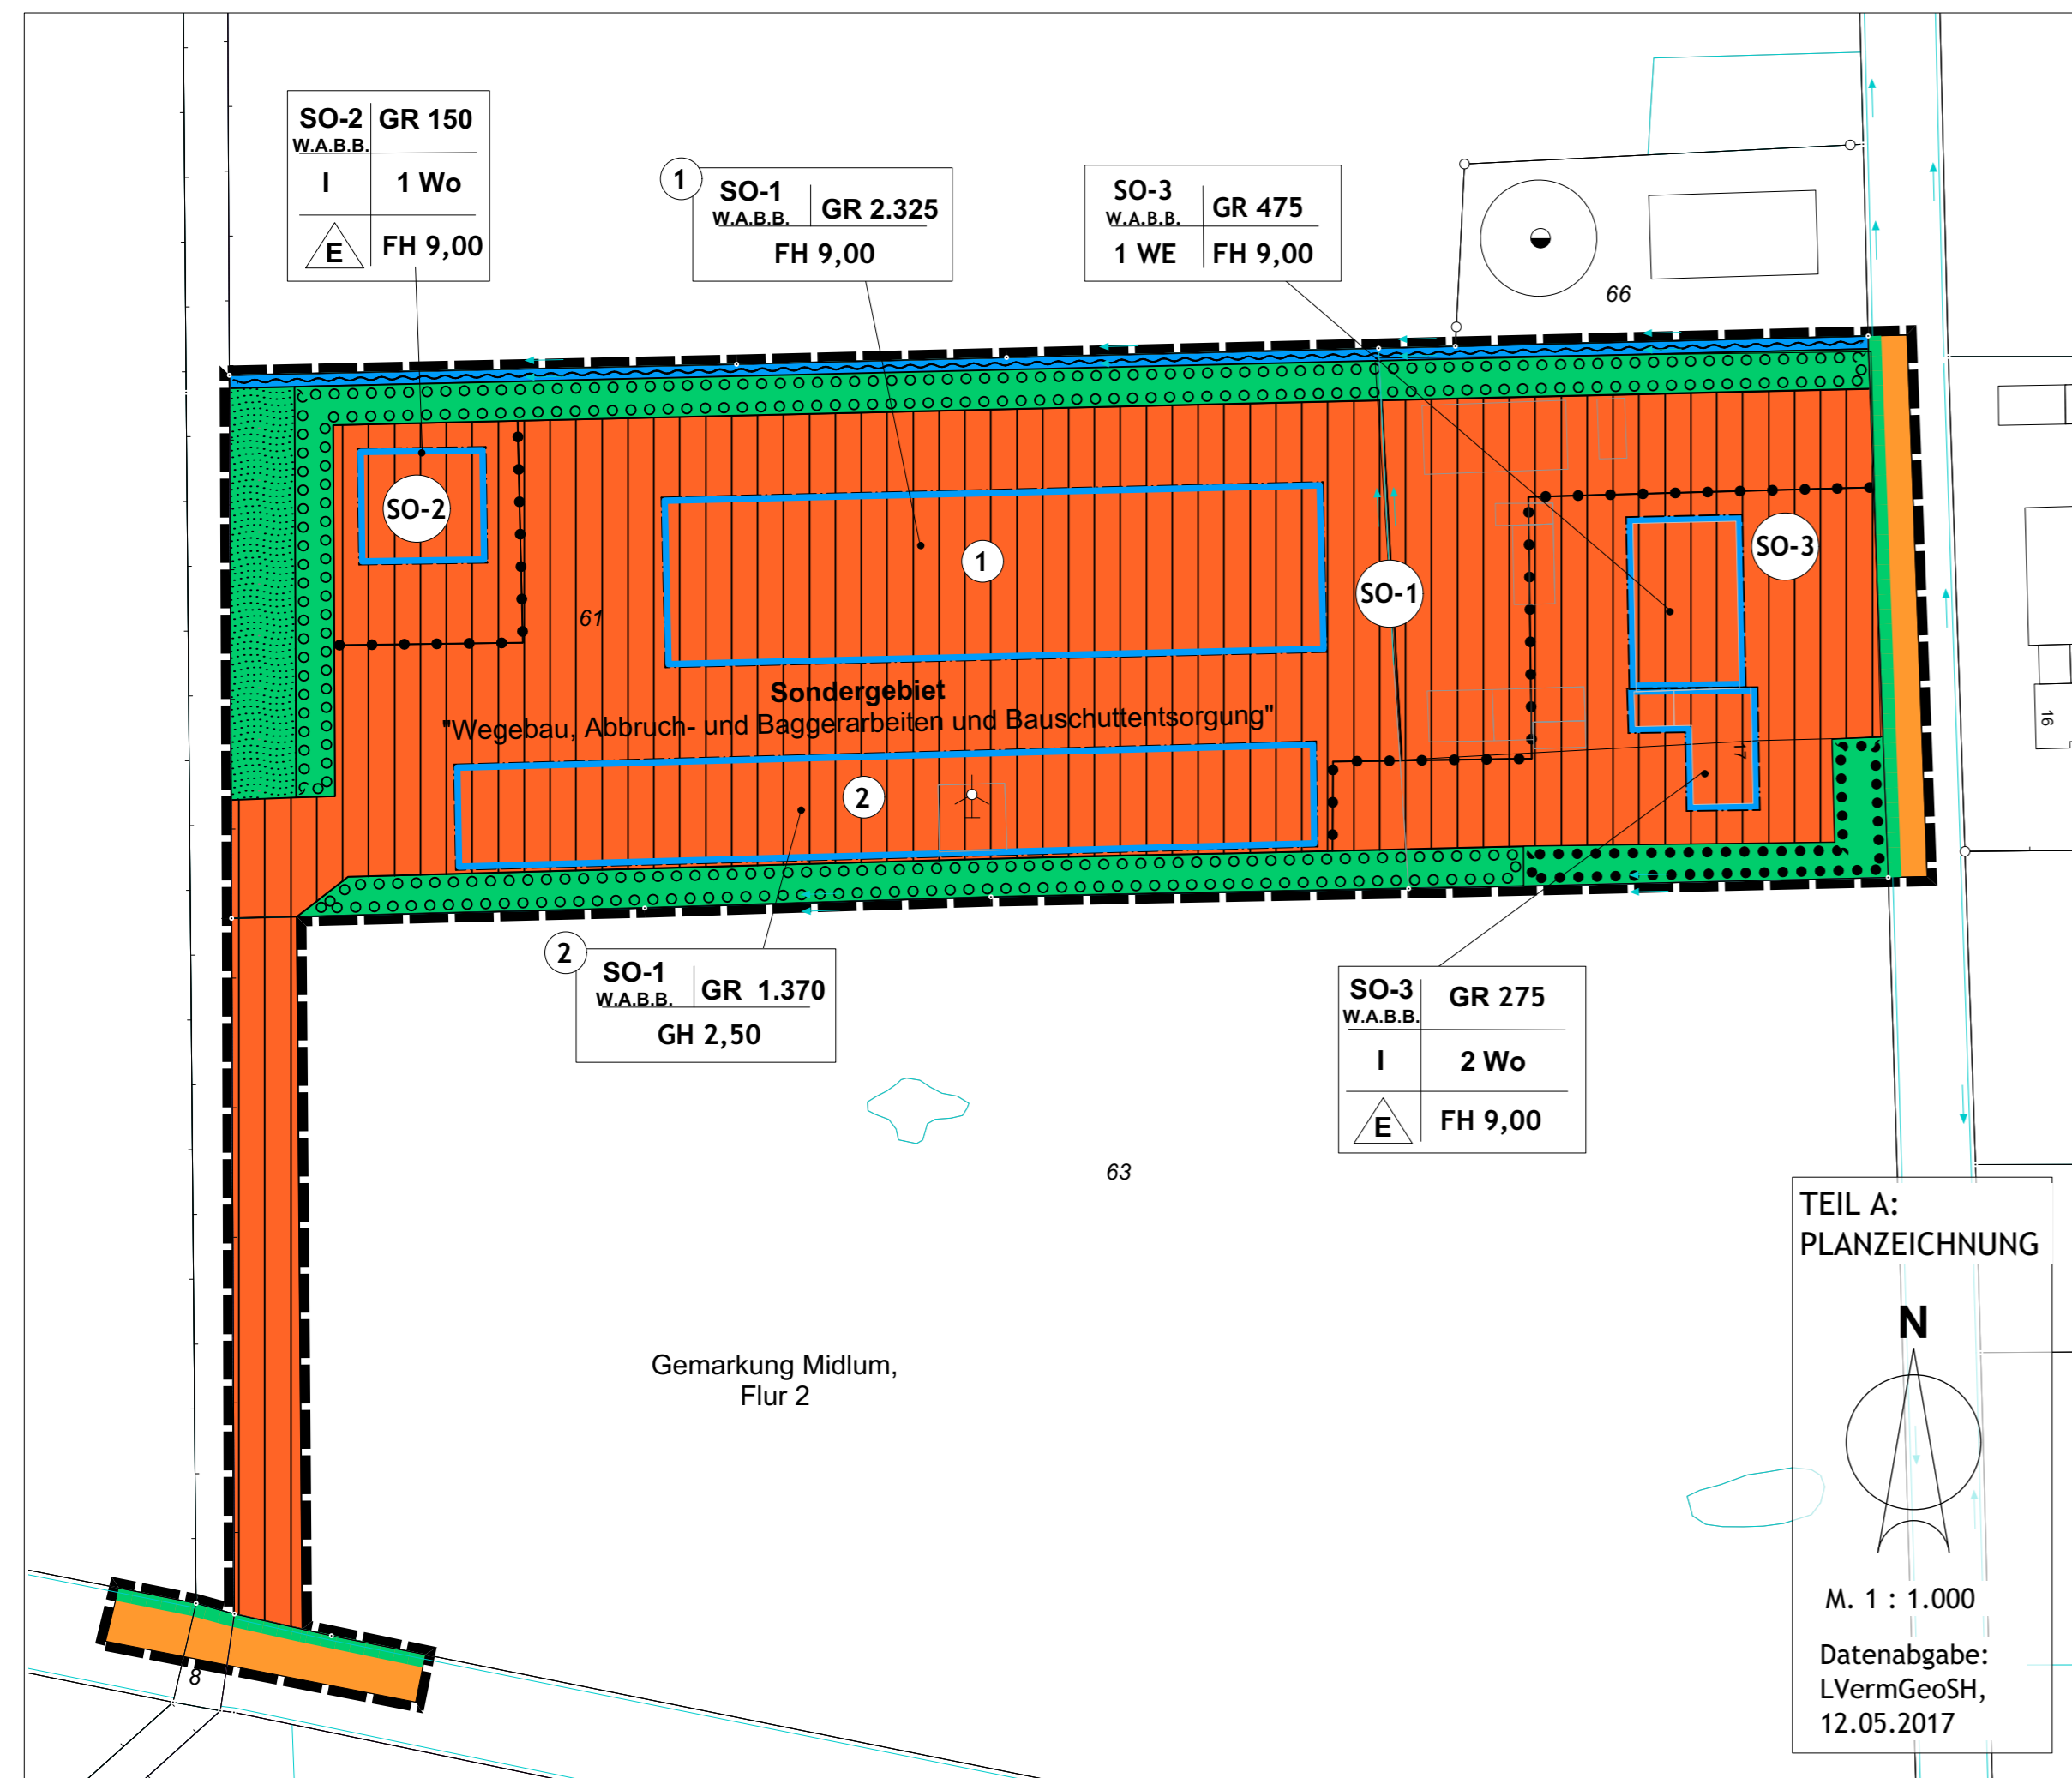 SO-2 GR 150
W.A.B.B.
I 1 Wo
E FH 9,00
1
SO-1 GR 2.325
W.A.B.B.
FH 9,00
SO-3 GR 475
W.A.B.B.
1 WE FH 9,00
66
SO-2
1
SO-3
SO-1
61
Sondergebiet
"Wegebau, Abbruch- und Baggerarbeiten und Bauschuttentsorgung"
16
17
2
2
SO-1 GR 1.370
W.A.B.B.
GH 2,50
SO-3 GR 275
W.A.B.B.
I 2 Wo
E FH 9,00
63
Gemarkung Midlum,
Flur 2
8
TEIL A:
PLANZEICHNUNG
N
M. 1 : 1.000
Datenabgabe:
LVermGeoSH,
12.05.2017